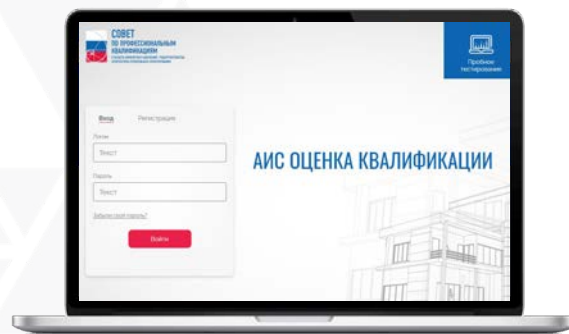 СОВЕТ
ПО ПРОФЕССИОНАЛЬНЫМ
КВАЛИФИКАЦИЯМ
Пробное
тестирование
Вход Регистрация
Логин
Текст
Пароль
Текст
Забыли свой пароль?
Войти
АИС ОЦЕНКА КВАЛИФИКАЦИИ